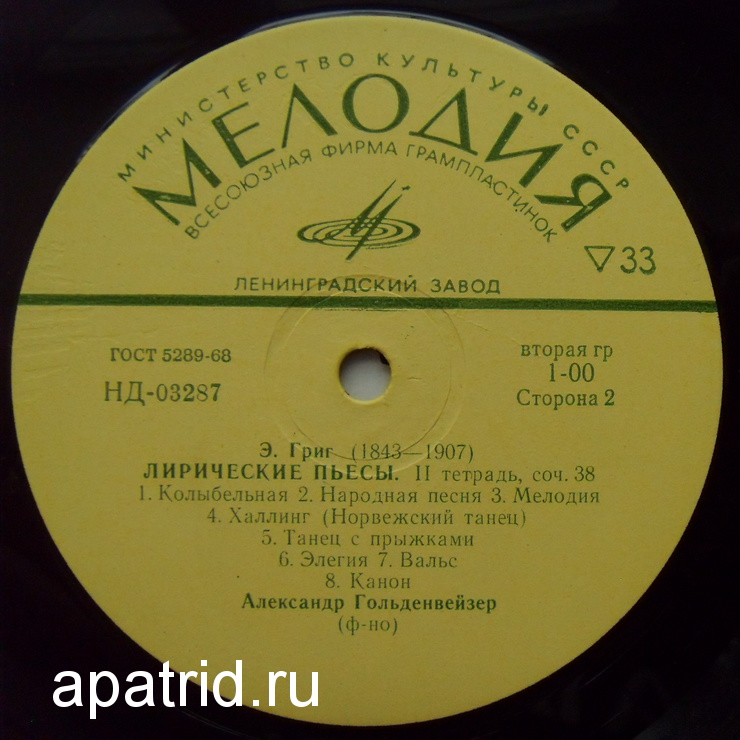 МИНИСТЕРСТВО КУЛЬТУРЫ СССР
МЕЛОДИЯ
ВСЕСОЮЗНАЯ ФИРМА ГРАМПЛАСТИНОК
▽33
ЛЕНИНГРАДСКИЙ ЗАВОД
ГОСТ 5289-68
НД-03287
вторая гр
1-00
Сторона 2
Э. Григ (1843—1907)
ЛИРИЧЕСКИЕ ПЬЕСЫ. II тетрадь, соч. 38
1. Колыбельная 2. Народная песня 3. Мелодия
4. Халлинг (Норвежский танец)
5. Танец с прыжками
6. Элегия 7. Вальс
8. Канон
Александр Гольденвейзер
(ф-но)
apatrid.ru